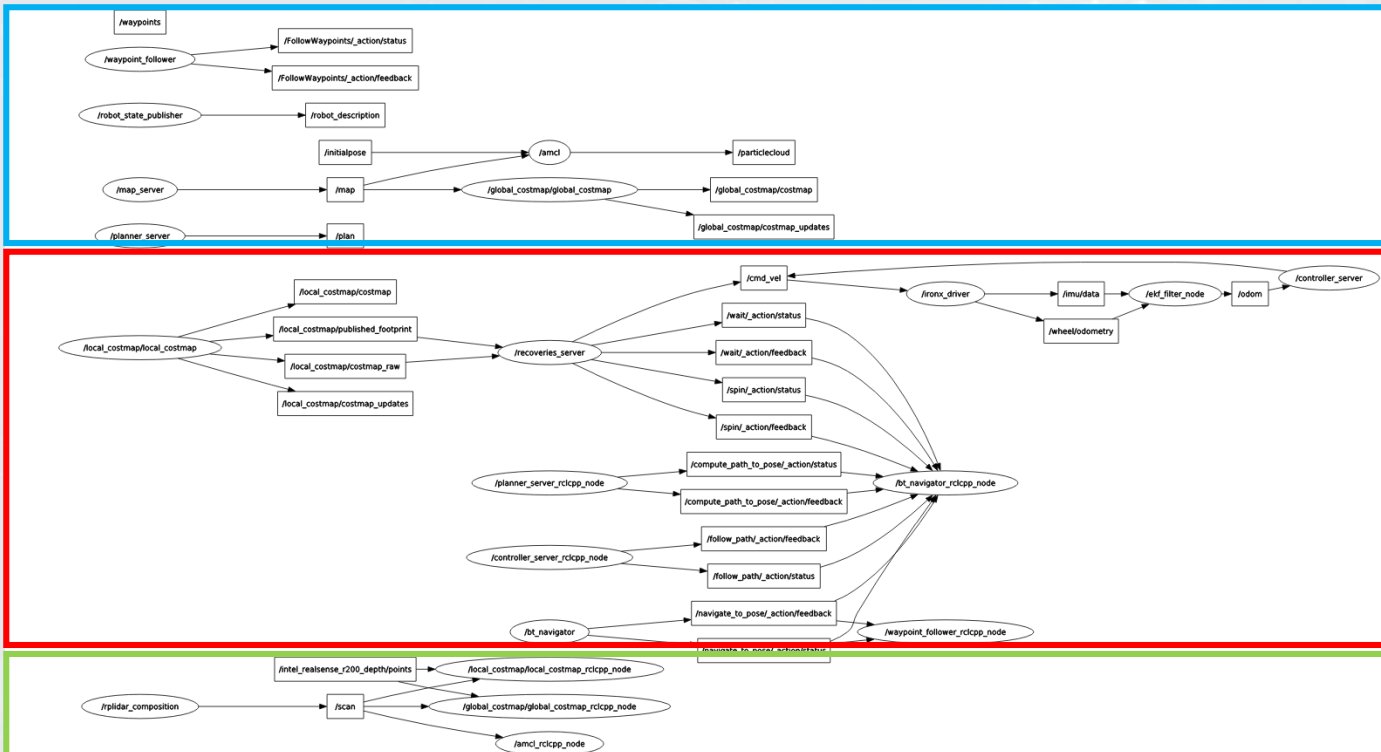 /waypoints
/FollowWaypoints/_action/status
/waypoint_follower
/FollowWaypoints/_action/feedback
/robot_state_publisher
/robot_description
/initialpose
/amcl
/particlecloud
/map_server
/map
/global_costmap/global_costmap
/global_costmap/costmap
/global_costmap/costmap_updates
/planner_server
/plan
/cmd_vel
/controller_server
/local_costmap/costmap
/ironx_driver
/imu/data
/ekf_filter_node
/odom
/local_costmap/published_footprint
/wait/_action/status
/wheel/odometry
/local_costmap/local_costmap
/recoveries_server
/wait/_action/feedback
/local_costmap/costmap_raw
/spin/_action/status
/local_costmap/costmap_updates
/spin/_action/feedback
/compute_path_to_pose/_action/status
/planner_server_rclcpp_node
/bt_navigator_rclcpp_node
/compute_path_to_pose/_action/feedback
/follow_path/_action/feedback
/controller_server_rclcpp_node
/follow_path/_action/status
/navigate_to_pose/_action/feedback
/bt_navigator
/waypoint_follower_rclcpp_node
/navigate_to_pose/_action/status
/intel_realsense_r200_depth/points
/local_costmap/local_costmap_rclcpp_node
/rplidar_composition
/scan
/global_costmap/global_costmap_rclcpp_node
/amcl_rclcpp_node